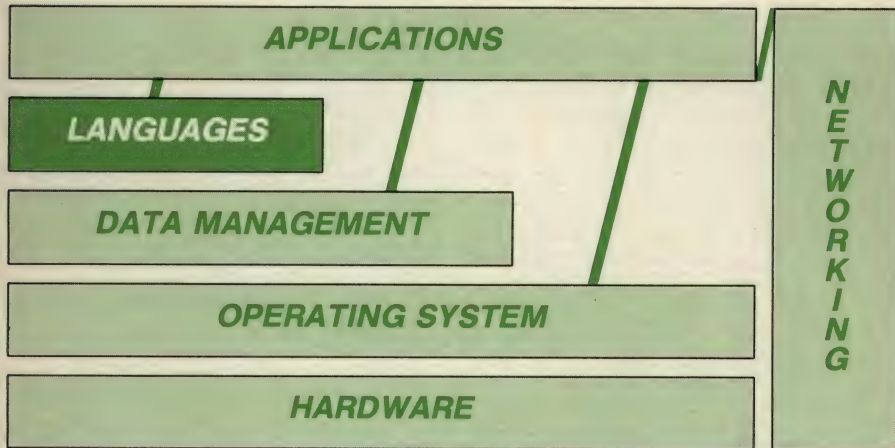 APPLICATIONS
LANGUAGES
DATA MANAGEMENT
OPERATING SYSTEM
HARDWARE
NETWORKING